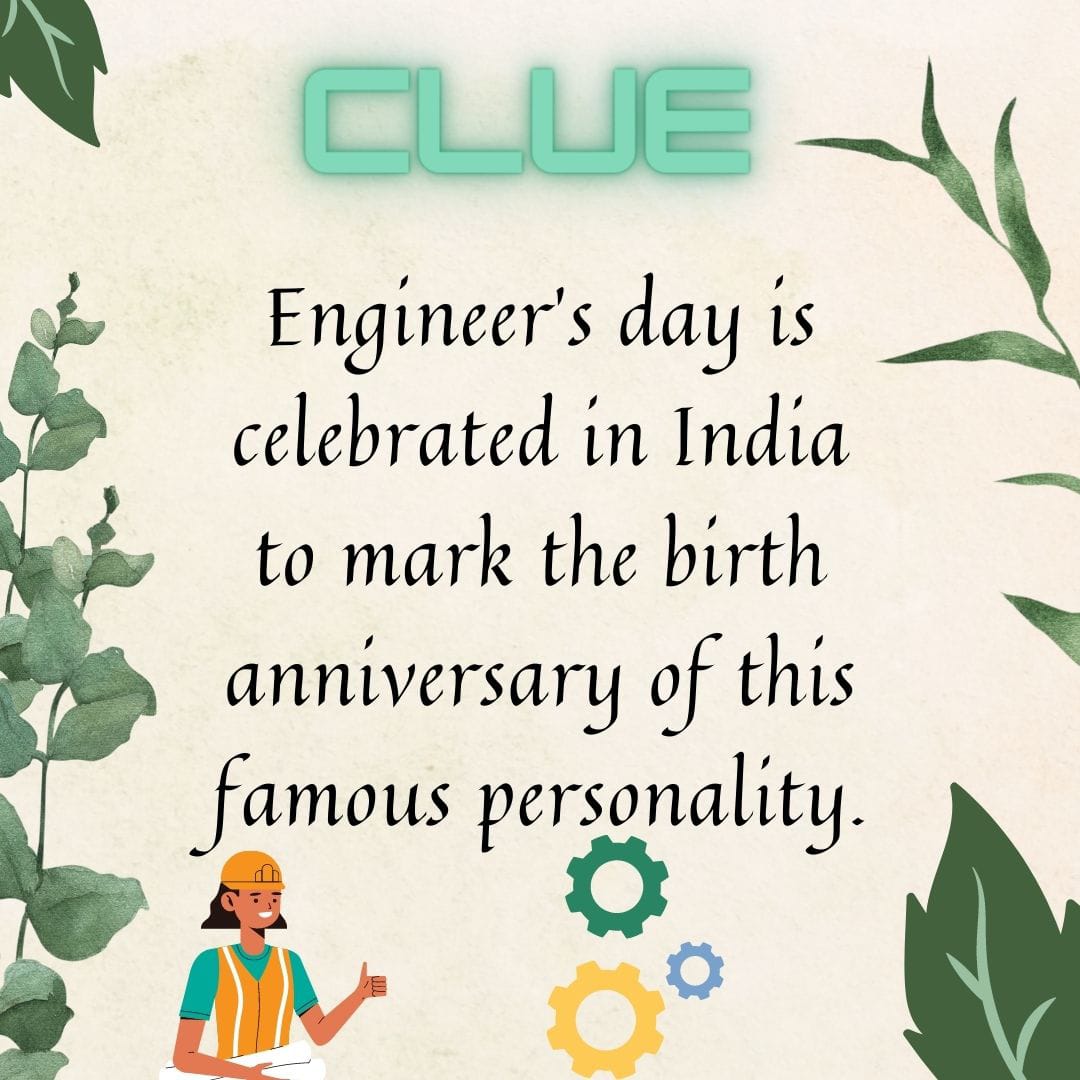 CLUE
Engineer's day is
celebrated in India
to mark the birth
anniversary of this
famous personality.